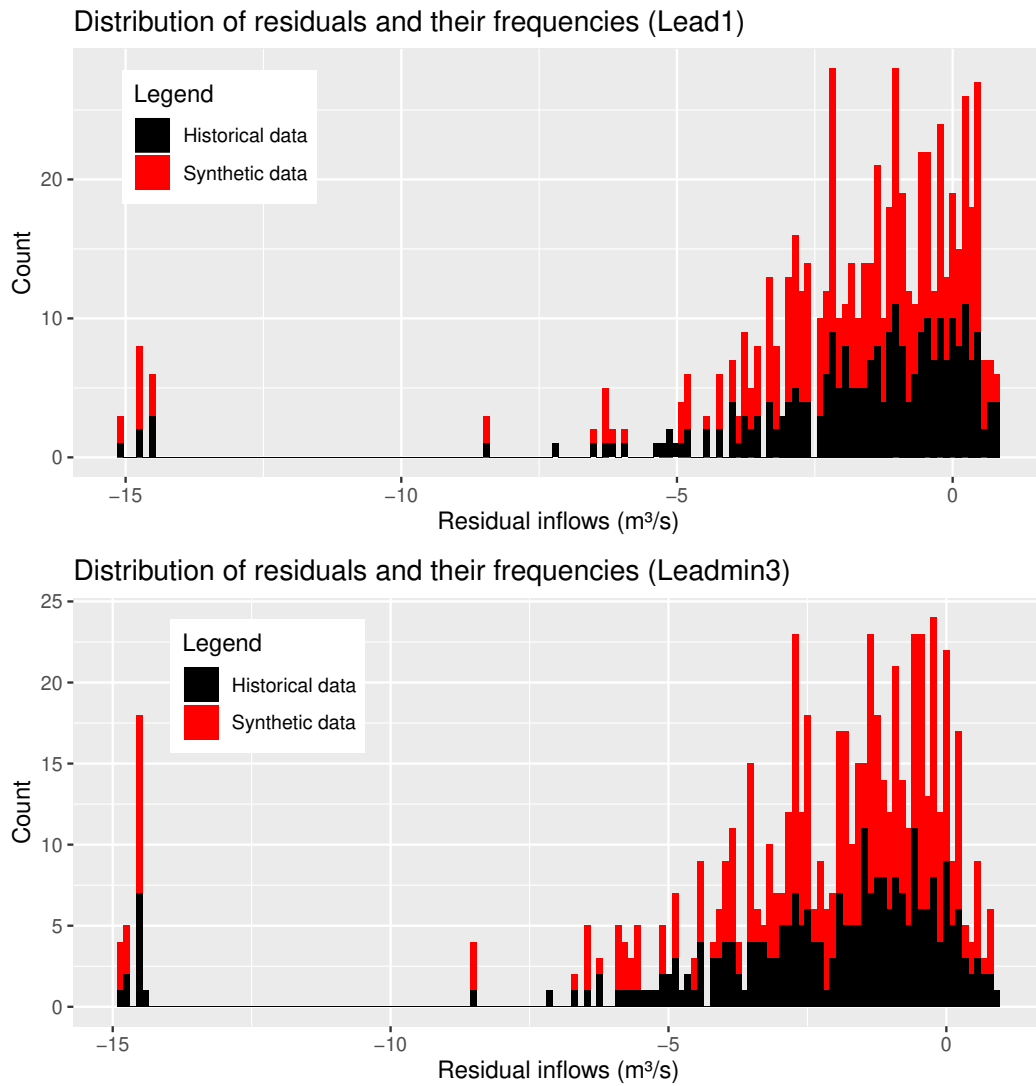 Distribution of residuals and their frequencies (Lead1)
Legend
Historical data
Synthetic data
Count
20
10
0
−15
−10
−5
0
Residual inflows (m³/s)
Distribution of residuals and their frequencies (Leadmin3)
Legend
Historical data
Synthetic data
Count
25
20
15
10
5
0
−15
−10
−5
0
Residual inflows (m³/s)